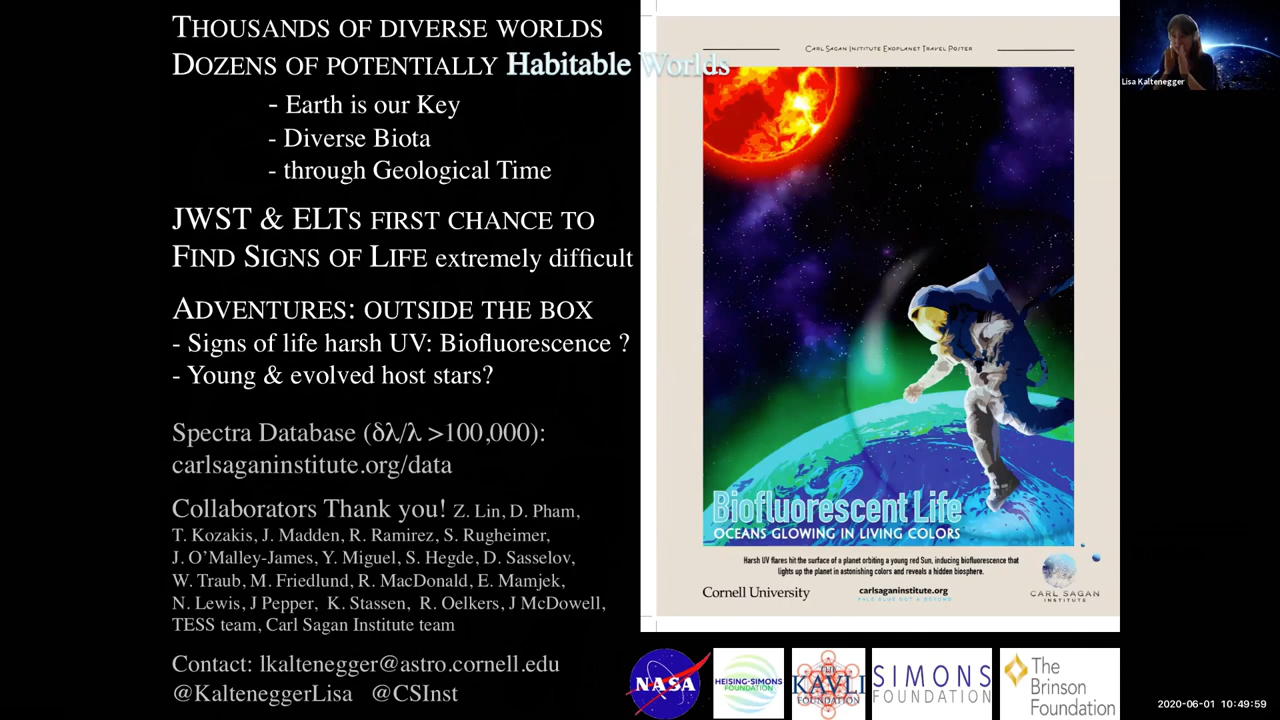 THOUSANDS OF DIVERSE WORLDS
DOZENS OF POTENTIALLY Habitable Worlds
- Earth is our Key
- Diverse Biota
- through Geological Time
JWST & ELTS FIRST CHANCE TO
FIND SIGNS OF LIFE extremely difficult
ADVENTURES: OUTSIDE THE BOX
- Signs of life harsh UV: Biofluorescence ?
- Young & evolved host stars?
Spectra Database (δλ/λ >100,000):
carlsaganinstitute.org/data
Collaborators Thank you! Z. Lin, D. Pham,
T. Kozakis, J. Madden, R. Ramirez, S. Rugheimer,
J. O'Malley-James, Y. Miguel, S. Hegde, D. Sasselov,
W. Traub, M. Friedlund, R. MacDonald, E. Mamjek,
N. Lewis, J Pepper, K. Stassen, R. Oelkers, J McDowell,
TESS team, Carl Sagan Institute team
Contact: lkaltenegger@astro.cornell.edu
@KalteneggerLisa @CSInst
CARL SAGAN INSTITUTE EXOPLANET TRAVEL POSTER
Biofluorescent Life
OCEANS GLOWING IN LIVING COLORS
Harsh UV flares hit the surface of a planet orbiting a young red Sun, inducing biofluorescence that
lights up the planet in astonishing colors and reveals a hidden biosphere.
Cornell University
carlsaganinstitute.org
PALE BLUE DOT & BEYOND
CARL SAGAN
INSTITUTE
NASA
HEISING-SIMONS
FOUNDATION
THE
KAVLI
FOUNDATION
SIMONS
FOUNDATION
The
Brinson
Foundation
Lisa Kaltenegger
2020-06-01 10:49:59